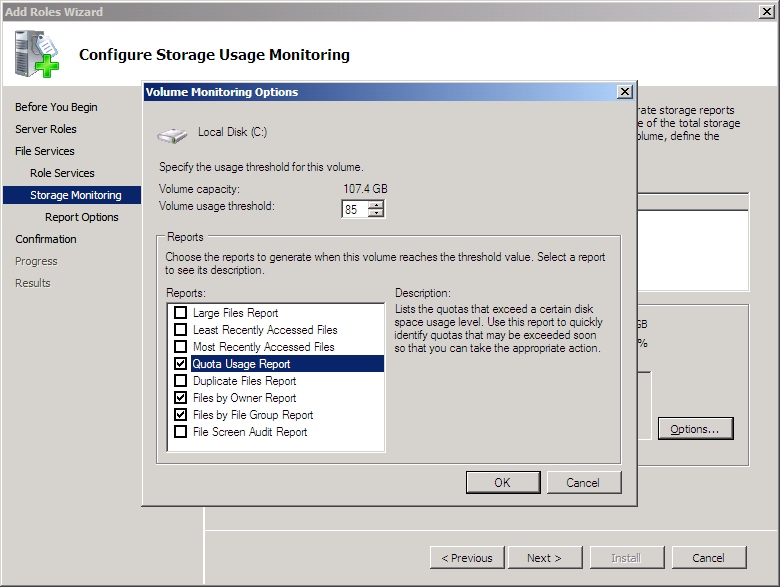 Add Roles Wizard
Configure Storage Usage Monitoring
Before You Begin
Server Roles
File Services
Role Services
Storage Monitoring
Report Options
Confirmation
Progress
Results
rate storage reports
e of the total storage
olume, define the
Volume Monitoring Options
Local Disk (C:)
Specify the usage threshold for this volume.
Volume capacity: 107.4 GB
Volume usage threshold: 85
Reports
Choose the reports to generate when this volume reaches the threshold value. Select a report
to see its description.
Reports:
Large Files Report
Least Recently Accessed Files
Most Recently Accessed Files
Quota Usage Report
Duplicate Files Report
Files by Owner Report
Files by File Group Report
File Screen Audit Report
Description:
Lists the quotas that exceed a certain disk
space usage level. Use this report to quickly
identify quotas that may be exceeded soon
so that you can take the appropriate action.
OK Cancel
GB
%
Options...
< Previous Next > Install Cancel